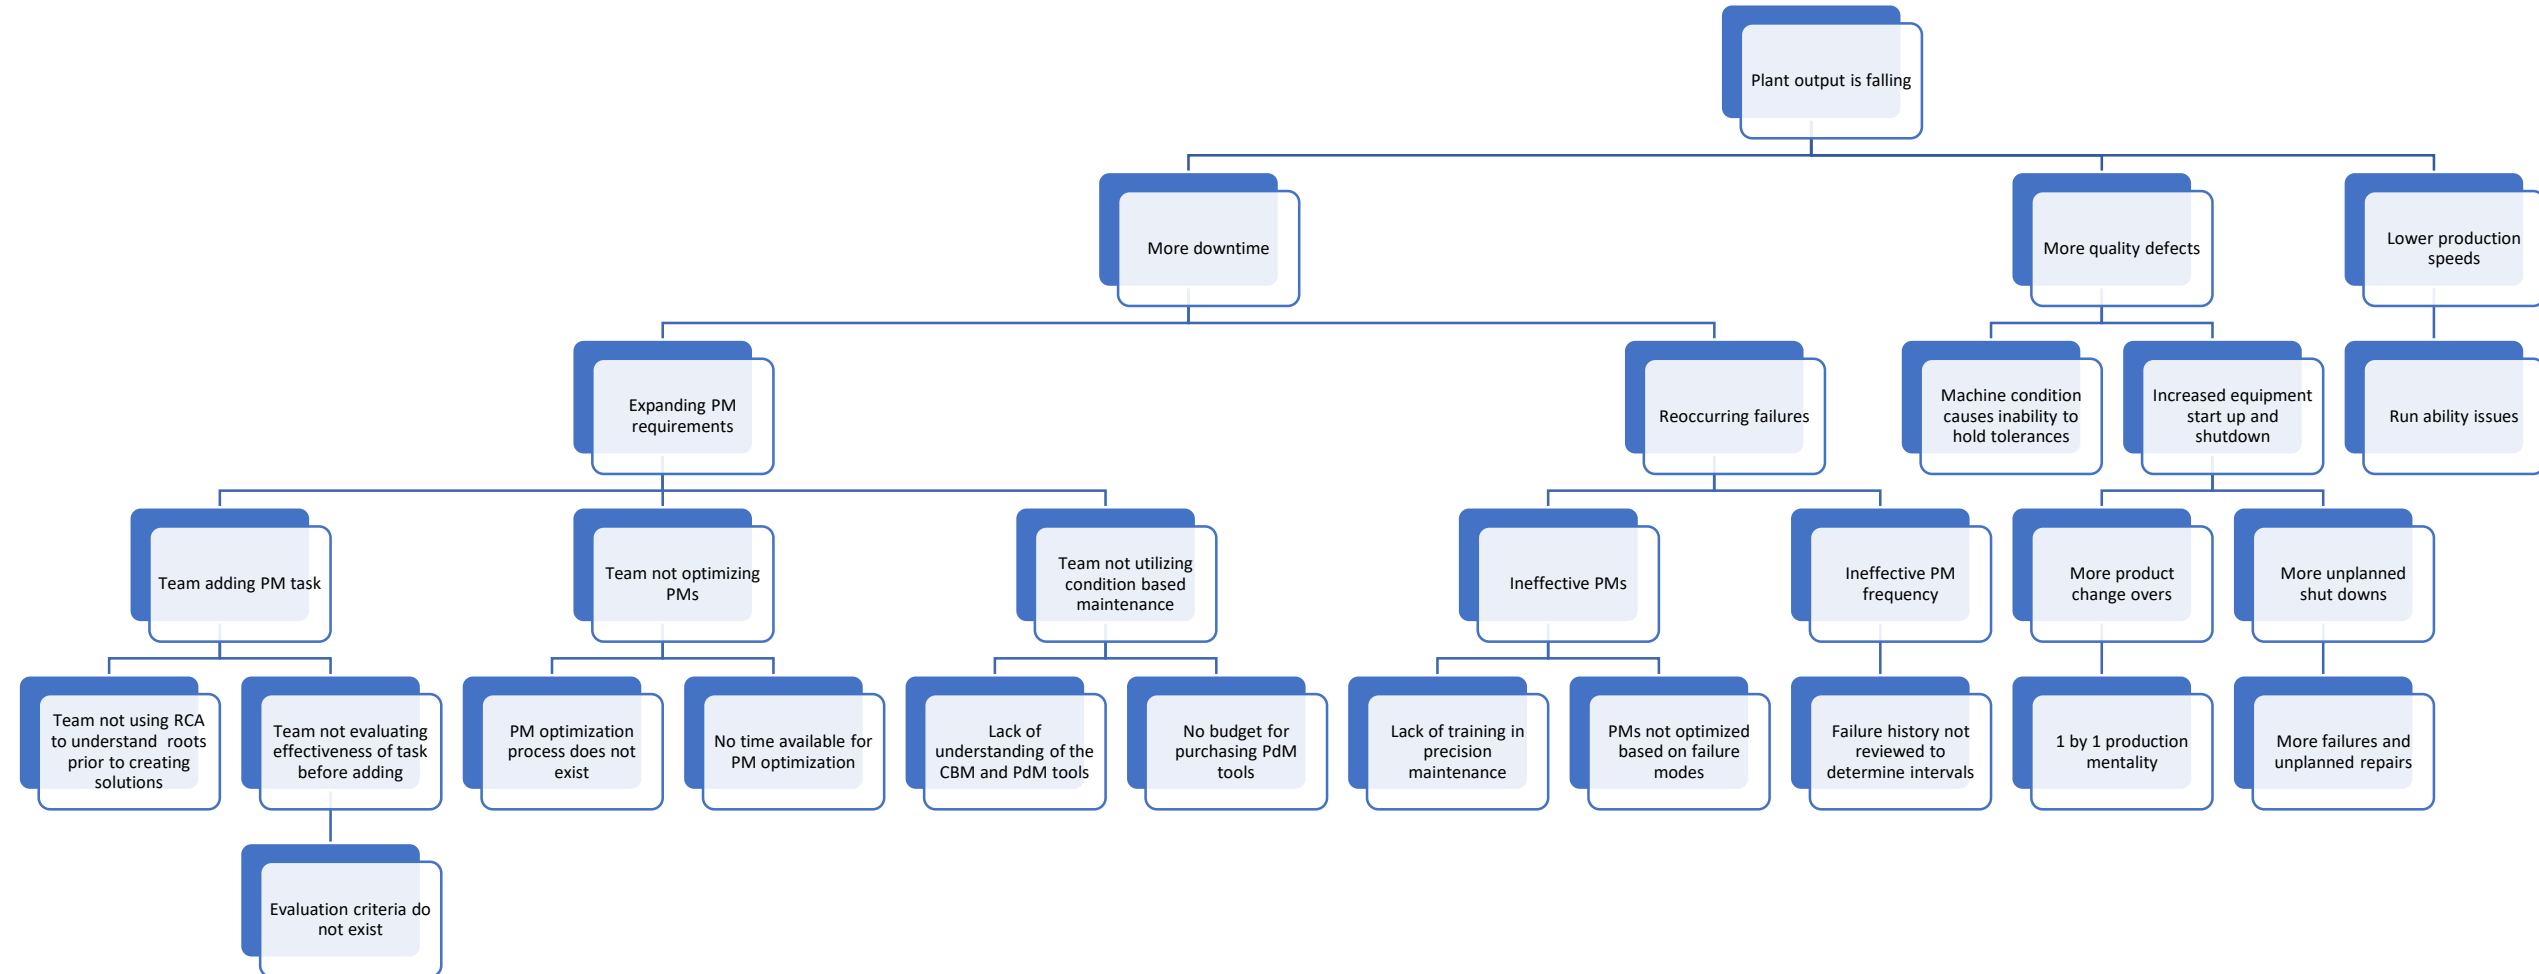 Plant output is falling
More downtime
More quality defects
Lower production
speeds
Expanding PM
requirements
Reoccurring failures
Machine condition
causes inability to
hold tolerances
Increased equipment
start up and
shutdown
Run ability issues
Team adding PM task
Team not optimizing
PMs
Team not utilizing
condition based
maintenance
Ineffective PMs
Ineffective PM
frequency
More product
change overs
More unplanned
shut downs
Team not using RCA
to understand  roots
prior to creating
solutions
Team not evaluating
effectiveness of task
before adding
PM optimization
process does not
exist
No time available for
PM optimization
Lack of
understanding of the
CBM and PdM tools
No budget for
purchasing PdM
tools
Lack of training in
precision
maintenance
PMs not optimized
based on failure
modes
Failure history not
reviewed to
determine intervals
1 by 1 production
mentality
More failures and
unplanned repairs
Evaluation criteria do
not exist